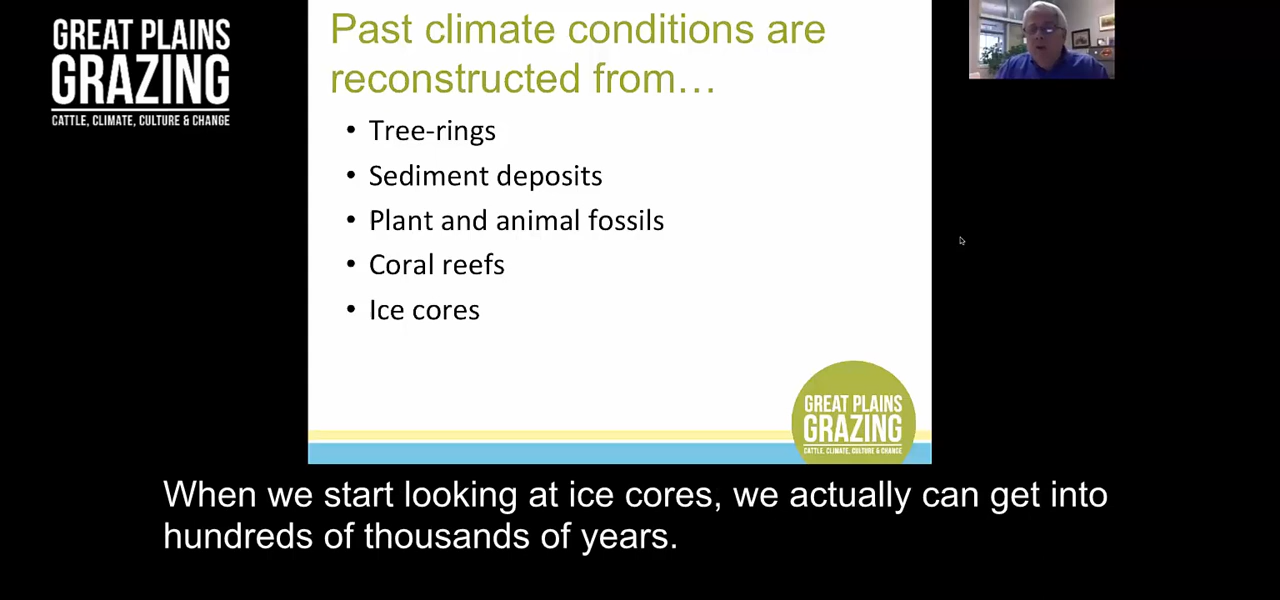 GREAT PLAINS
GRAZING
CATTLE, CLIMATE, CULTURE & CHANGE
Past climate conditions are
reconstructed from...
• Tree-rings
• Sediment deposits
• Plant and animal fossils
• Coral reefs
• Ice cores
GREAT PLAINS
GRAZING
CATTLE, CLIMATE, CULTURE & CHANGE
When we start looking at ice cores, we actually can get into
hundreds of thousands of years.